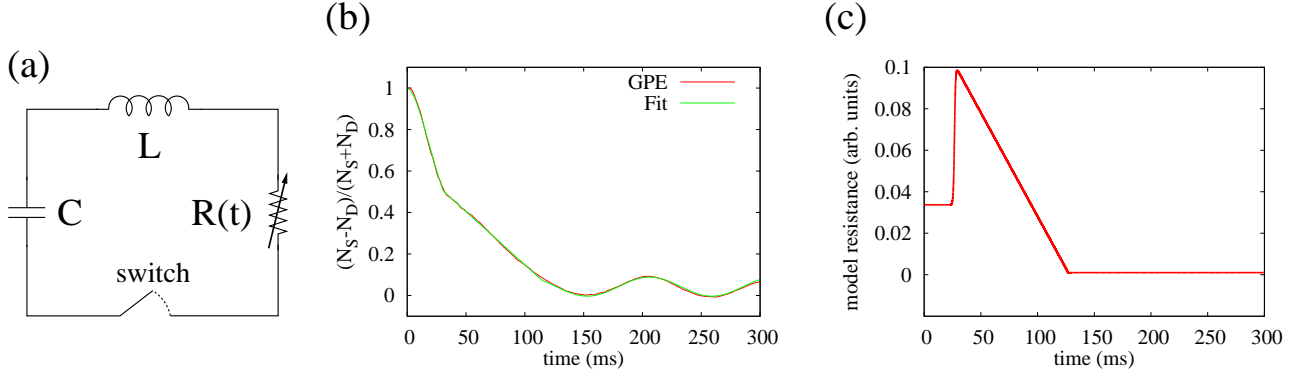 (a)
L
C
R(t)
switch
(b)
(N_S-N_D)/(N_S+N_D)
GPE
Fit
1
0.8
0.6
0.4
0.2
0
0 50 100 150 200 250 300
time (ms)
(c)
model resistance (arb. units)
0.1
0.08
0.06
0.04
0.02
0
0 50 100 150 200 250 300
time (ms)